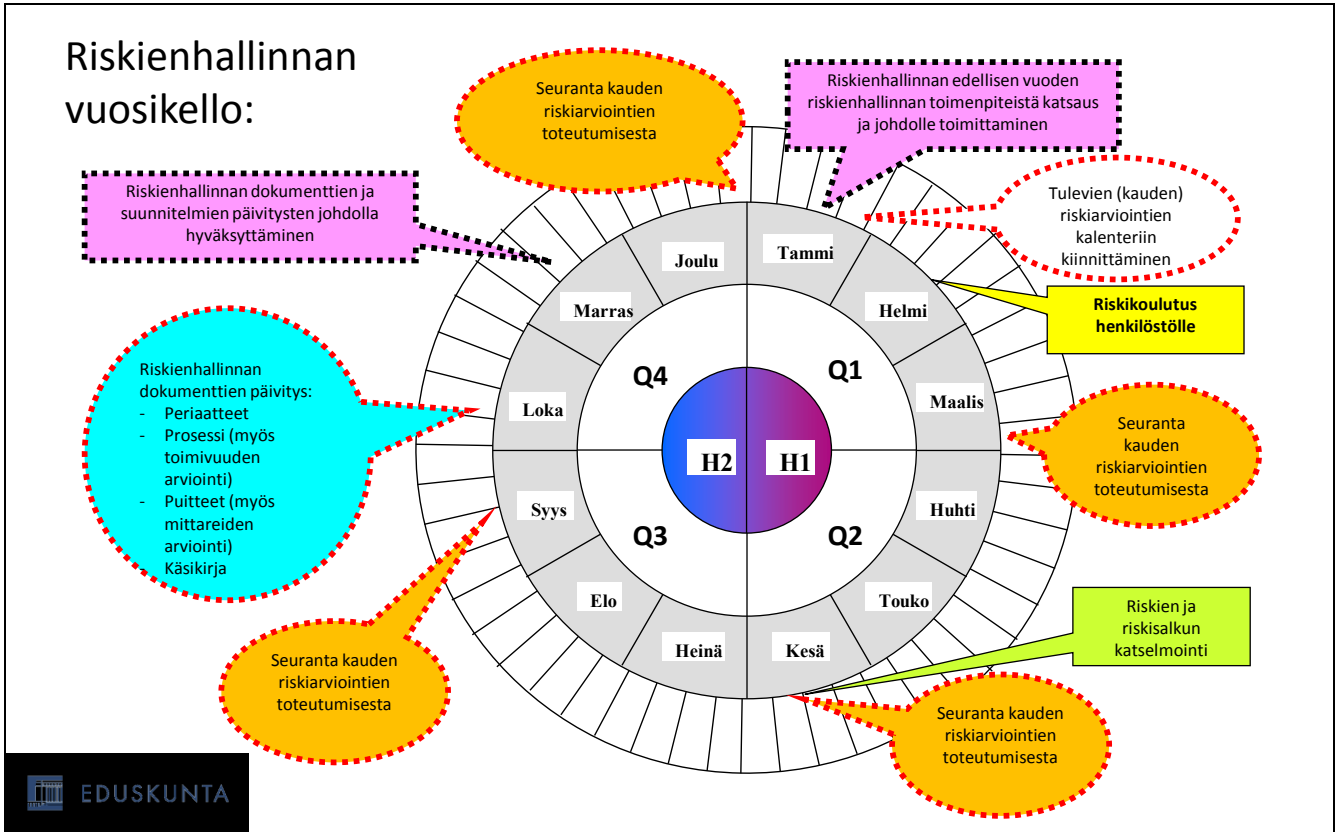 Riskienhallinnan
vuosikello:
Seuranta kauden
riskiarviointien
toteutumisesta
Riskienhallinnan edellisen vuoden
riskienhallinnan toimenpiteistä katsaus
ja johdolle toimittaminen
Riskienhallinnan dokumenttien ja
suunnitelmien päivitysten johdolla
hyväksyttäminen
Tulevien (kauden)
riskiarviointien
kalenteriin
kiinnittäminen
Riskikoulutus
henkilöstölle
Joulu
Tammi
Marras
Helmi
Q4
Q1
Loka
Maalis
Riskienhallinnan
dokumenttien päivitys:
- Periaatteet
- Prosessi (myös
toimivuuden
arviointi)
- Puitteet (myös
mittareiden
arviointi)
- Käsikirja
H2
H1
Seuranta
kauden
riskiarviointien
toteutumisesta
Syys
Huhti
Q3
Q2
Elo
Touko
Heinä
Kesä
Riskien ja
riskisalkun
katselmointi
Seuranta kauden
riskiarviointien
toteutumisesta
Seuranta kauden
riskiarviointien
toteutumisesta
EDUSKUNTA